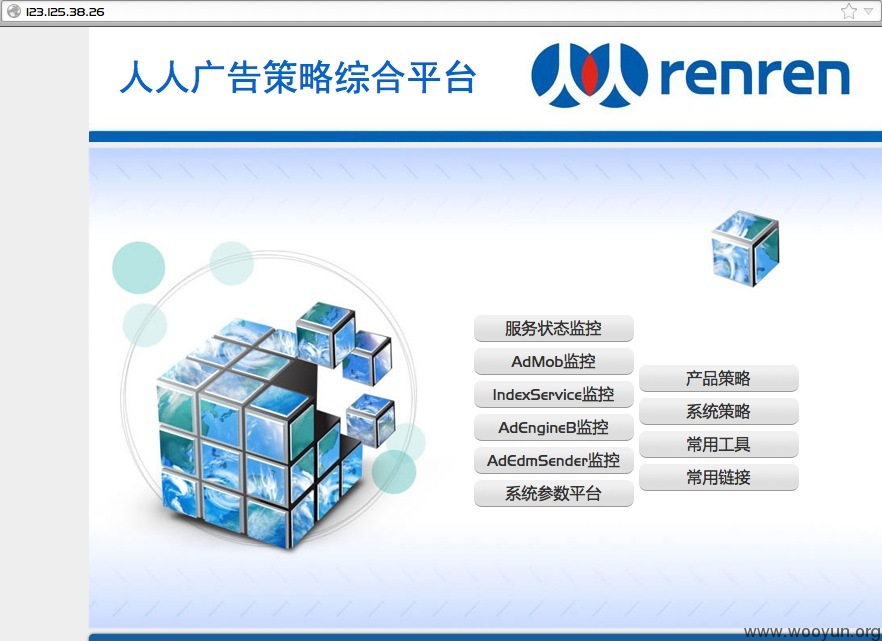 123.125.38.26
人人广告策略综合平台
renren
服务状态监控
AdMob监控
IndexService监控
AdEngineB监控
AdEdmSender监控
系统参数平台
产品策略
系统策略
常用工具
常用链接
www.wooyun.org